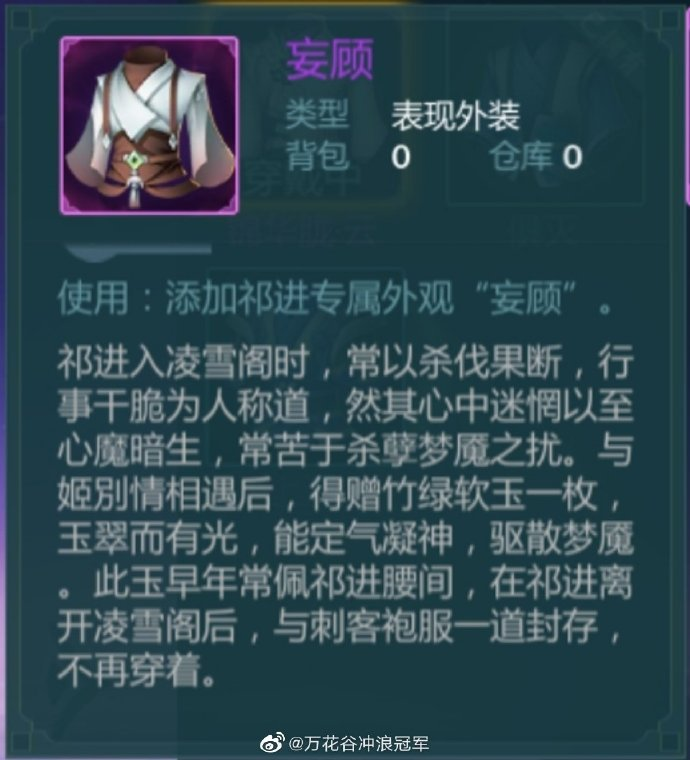 妄顾
类型 表现外装
背包 0 仓库 0
使用：添加祁进专属外观“妄顾”。
祁进入凌雪阁时，常以杀伐果断，行
事干脆为人称道，然其心中迷惘以至
心魔暗生，常苦于杀孽梦魇之扰。与
姬别情相遇后，得赠竹绿软玉一枚，
玉翠而有光，能定气凝神，驱散梦魇
。此玉早年常佩祁进腰间，在祁进离
开凌雪阁后，与刺客袍服一道封存，
不再穿着。
@万花谷冲浪冠军